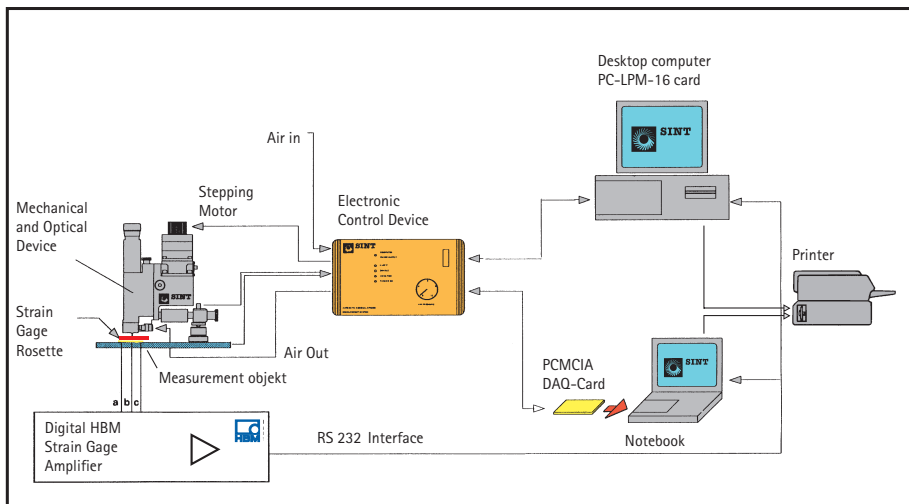 Desktop computer
PC-LPM-16 card
SINT
Air in
Printer
Stepping
Motor
Electronic
Control Device
Mechanical
and Optical
Device
SINT
SINT
Strain
Gage
Rosette
Air Out
Measurement objekt
PCMCIA
DAQ-Card
SINT
a b c
Notebook
Digital HBM
Strain Gage
Amplifier
HBM
RS 232 Interface